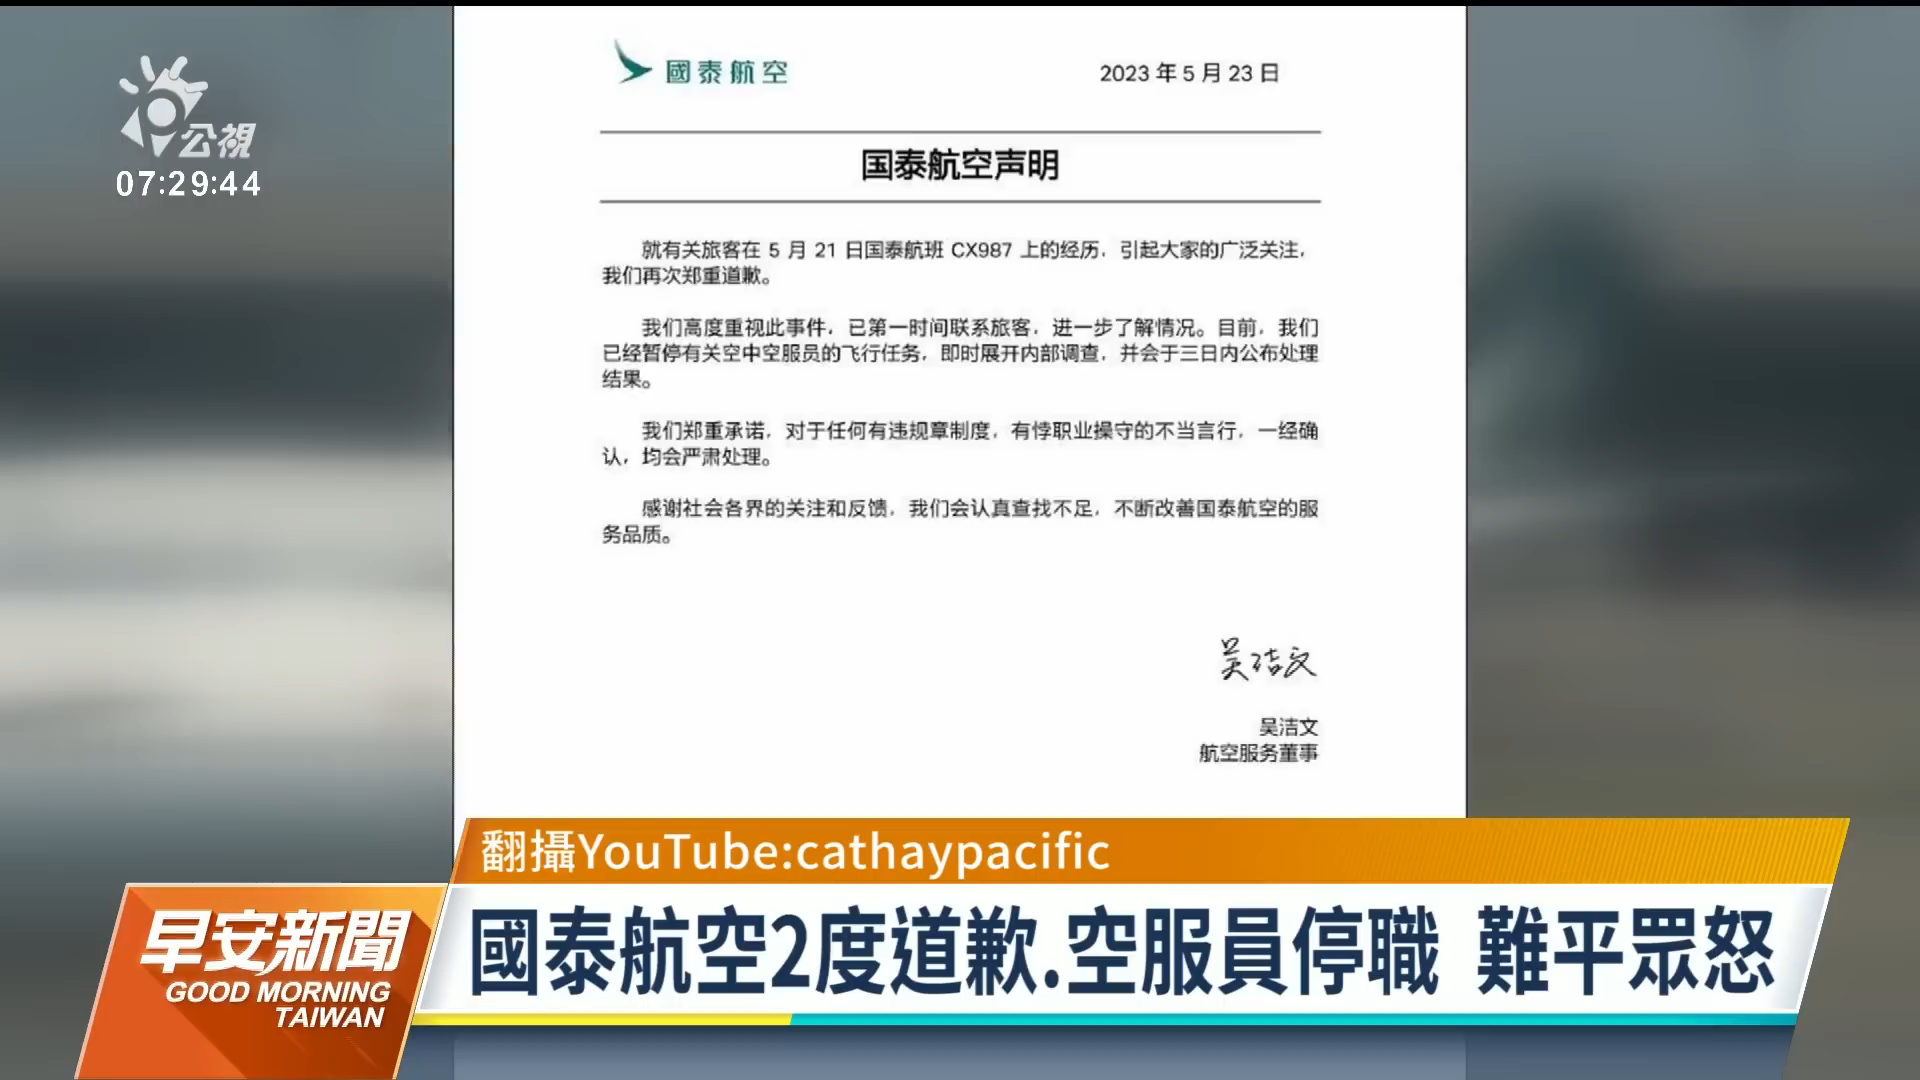 公視
07:29:44
國泰航空
2023 年 5 月 23 日
国泰航空声明
就有关旅客在 5 月 21 日国泰航班 CX987 上的经历，引起大家的广泛关注，
我们再次郑重道歉。
我们高度重视此事件，已第一时间联系旅客，进一步了解情况。目前，我们
已经暂停有关空中空服员的飞行任务，即时展开内部调查，并会于三日内公布处理
结果。
我们郑重承诺，对于任何有违规章制度，有悖职业操守的不当言行，一经确
认，均会严肃处理。
感谢社会各界的关注和反馈，我们会认真查找不足，不断改善国泰航空的服
务品质。
吴洁文
吴洁文
航空服务董事
翻攝YouTube:cathaypacific
早安新聞
GOOD MORNING
TAIWAN
國泰航空2度道歉.空服員停職 難平眾怒